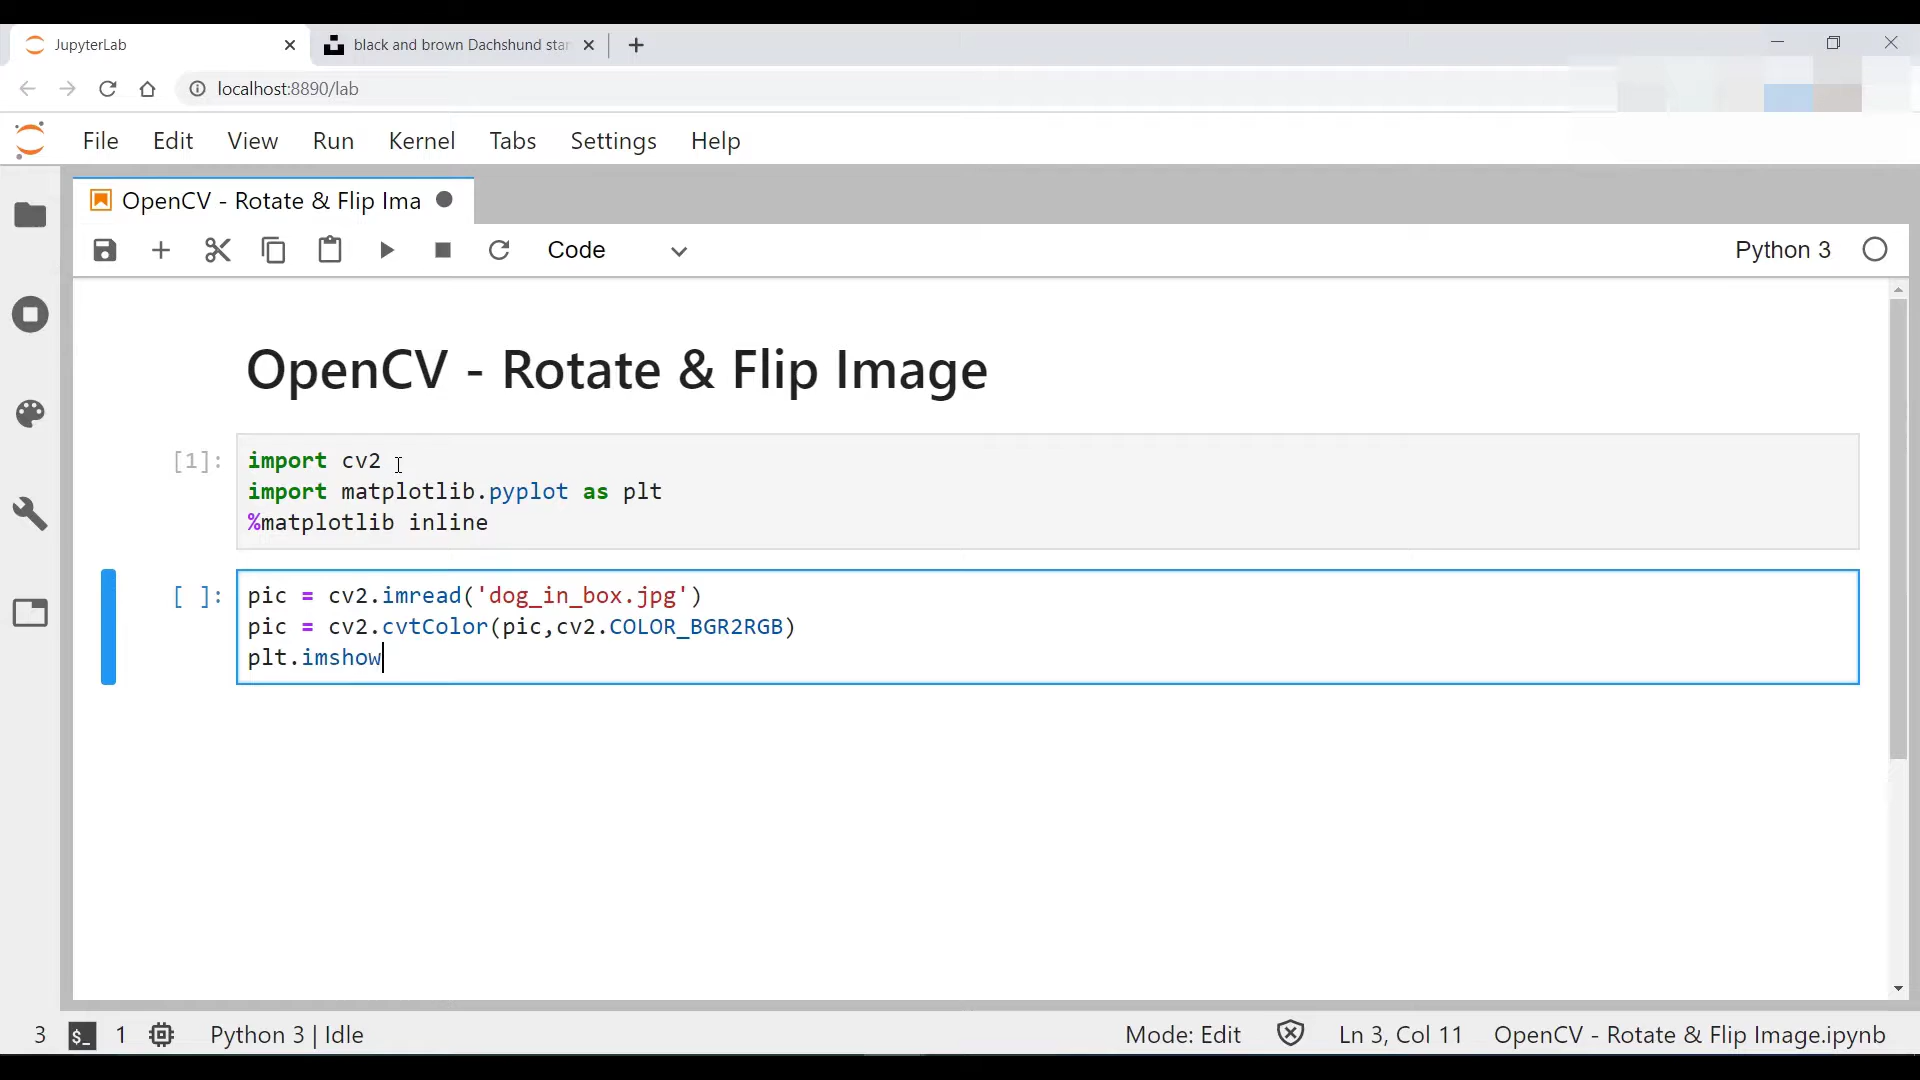 JupyterLab
black and brown Dachshund star
localhost:8890/lab
File Edit View Run Kernel Tabs Settings Help
OpenCV - Rotate & Flip Ima
Code
Python 3
OpenCV - Rotate & Flip Image
[1]:
import cv2
import matplotlib.pyplot as plt
%matplotlib inline
[ ]:
pic = cv2.imread('dog_in_box.jpg')
pic = cv2.cvtColor(pic,cv2.COLOR_BGR2RGB)
plt.imshow
3 $_ 1 Python 3 | Idle Mode: Edit Ln 3, Col 11 OpenCV - Rotate & Flip Image.ipynb